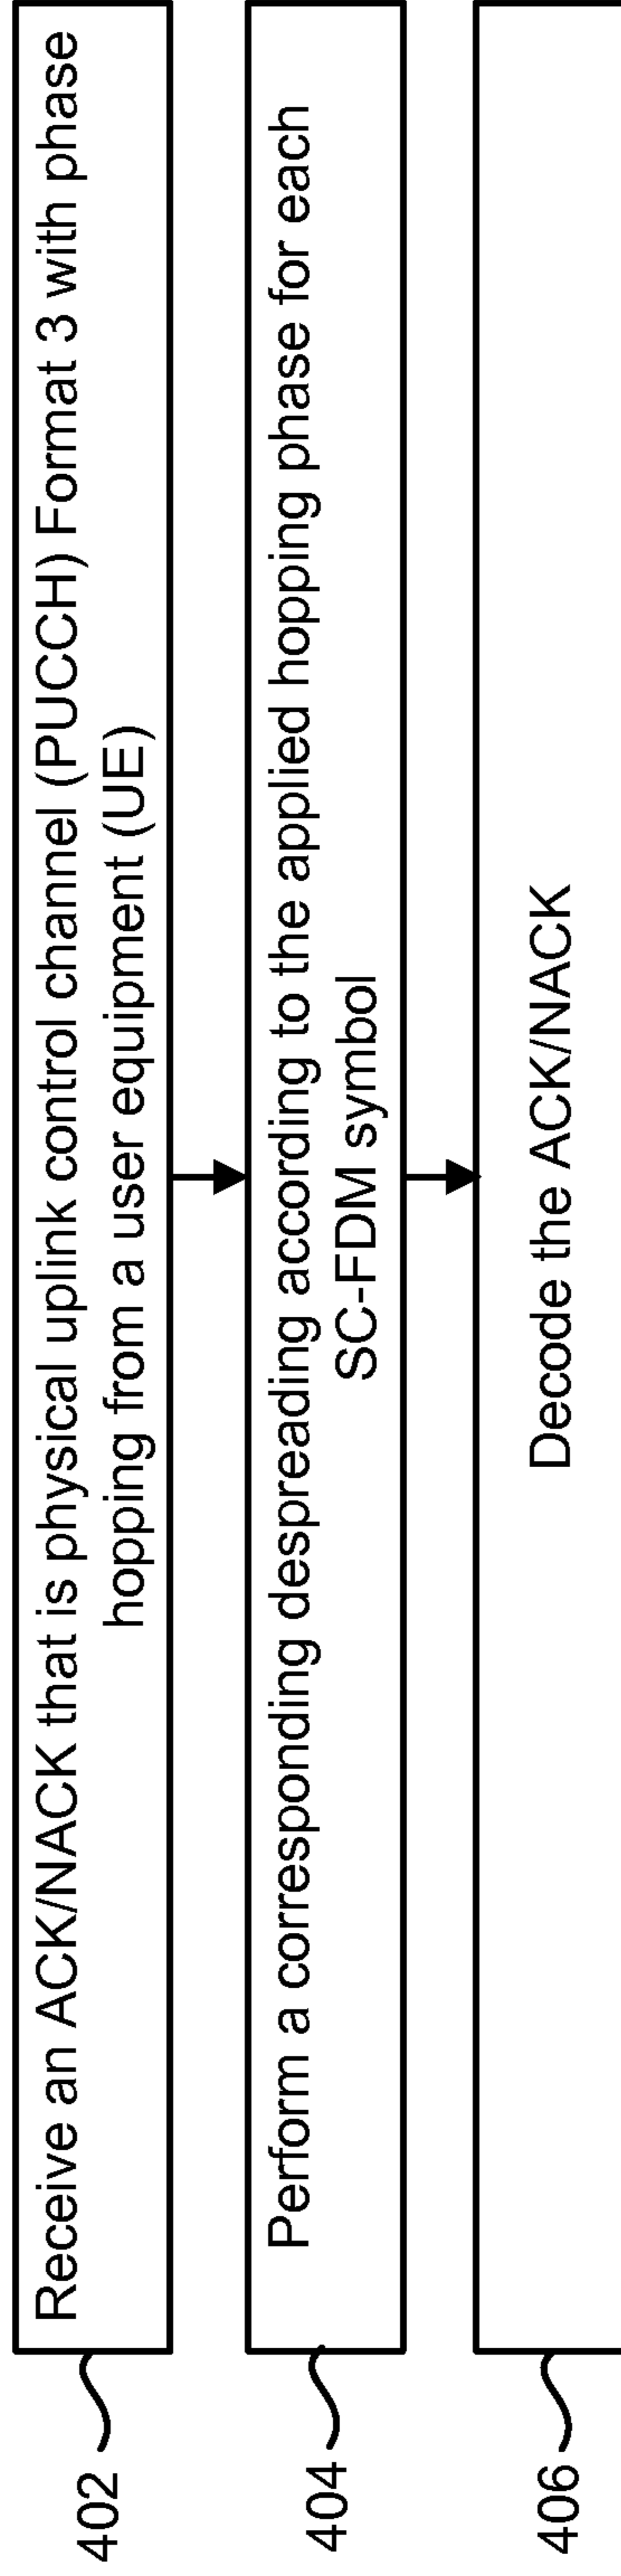 402
Receive an ACK/NACK that is physical uplink control channel (PUCCH) Format 3 with phase
hopping from a user equipment (UE)
404
Perform a corresponding despreading according to the applied hopping phase for each
SC-FDM symbol
406
Decode the ACK/NACK